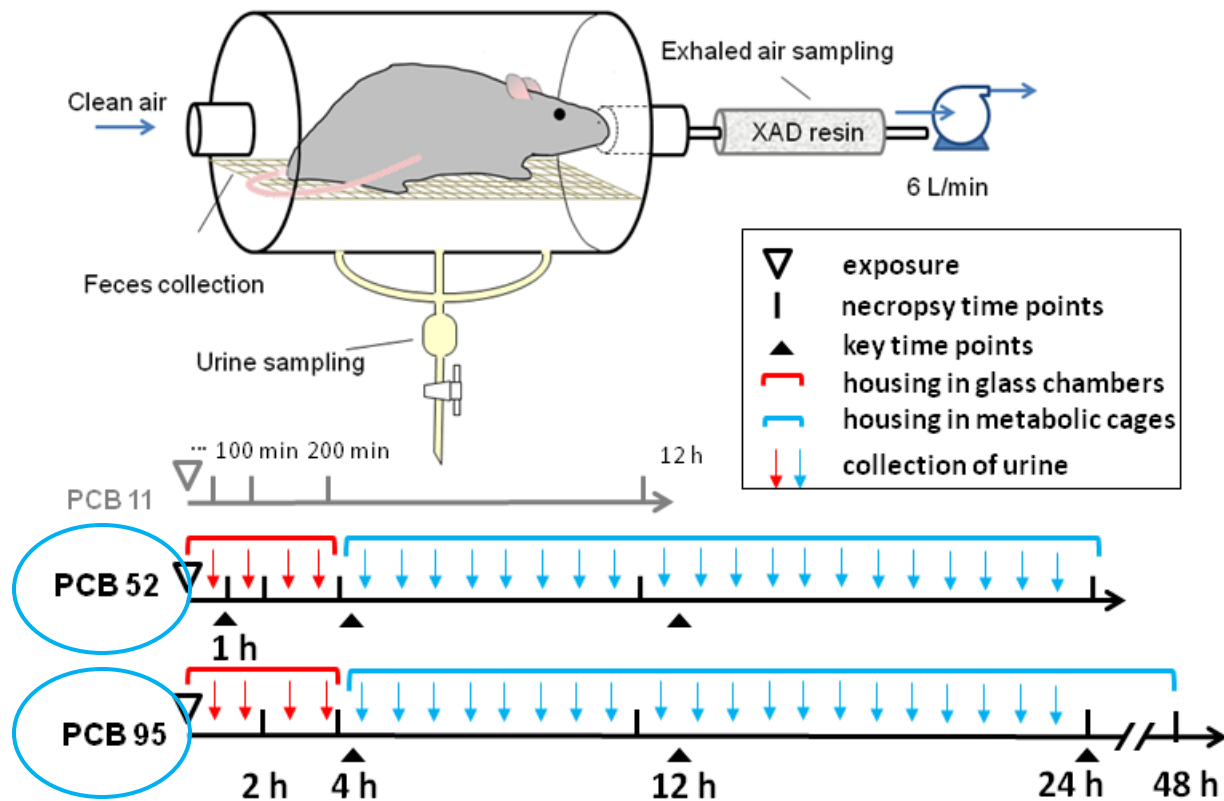 Exhaled air sampling
Clean air
XAD resin
6 L/min
Feces collection
Urine sampling
exposure
necropsy time points
key time points
housing in glass chambers
housing in metabolic cages
collection of urine
... 100 min 200 min 12 h
PCB 11
PCB 52
1 h
PCB 95
2 h 4 h 12 h 24 h 48 h